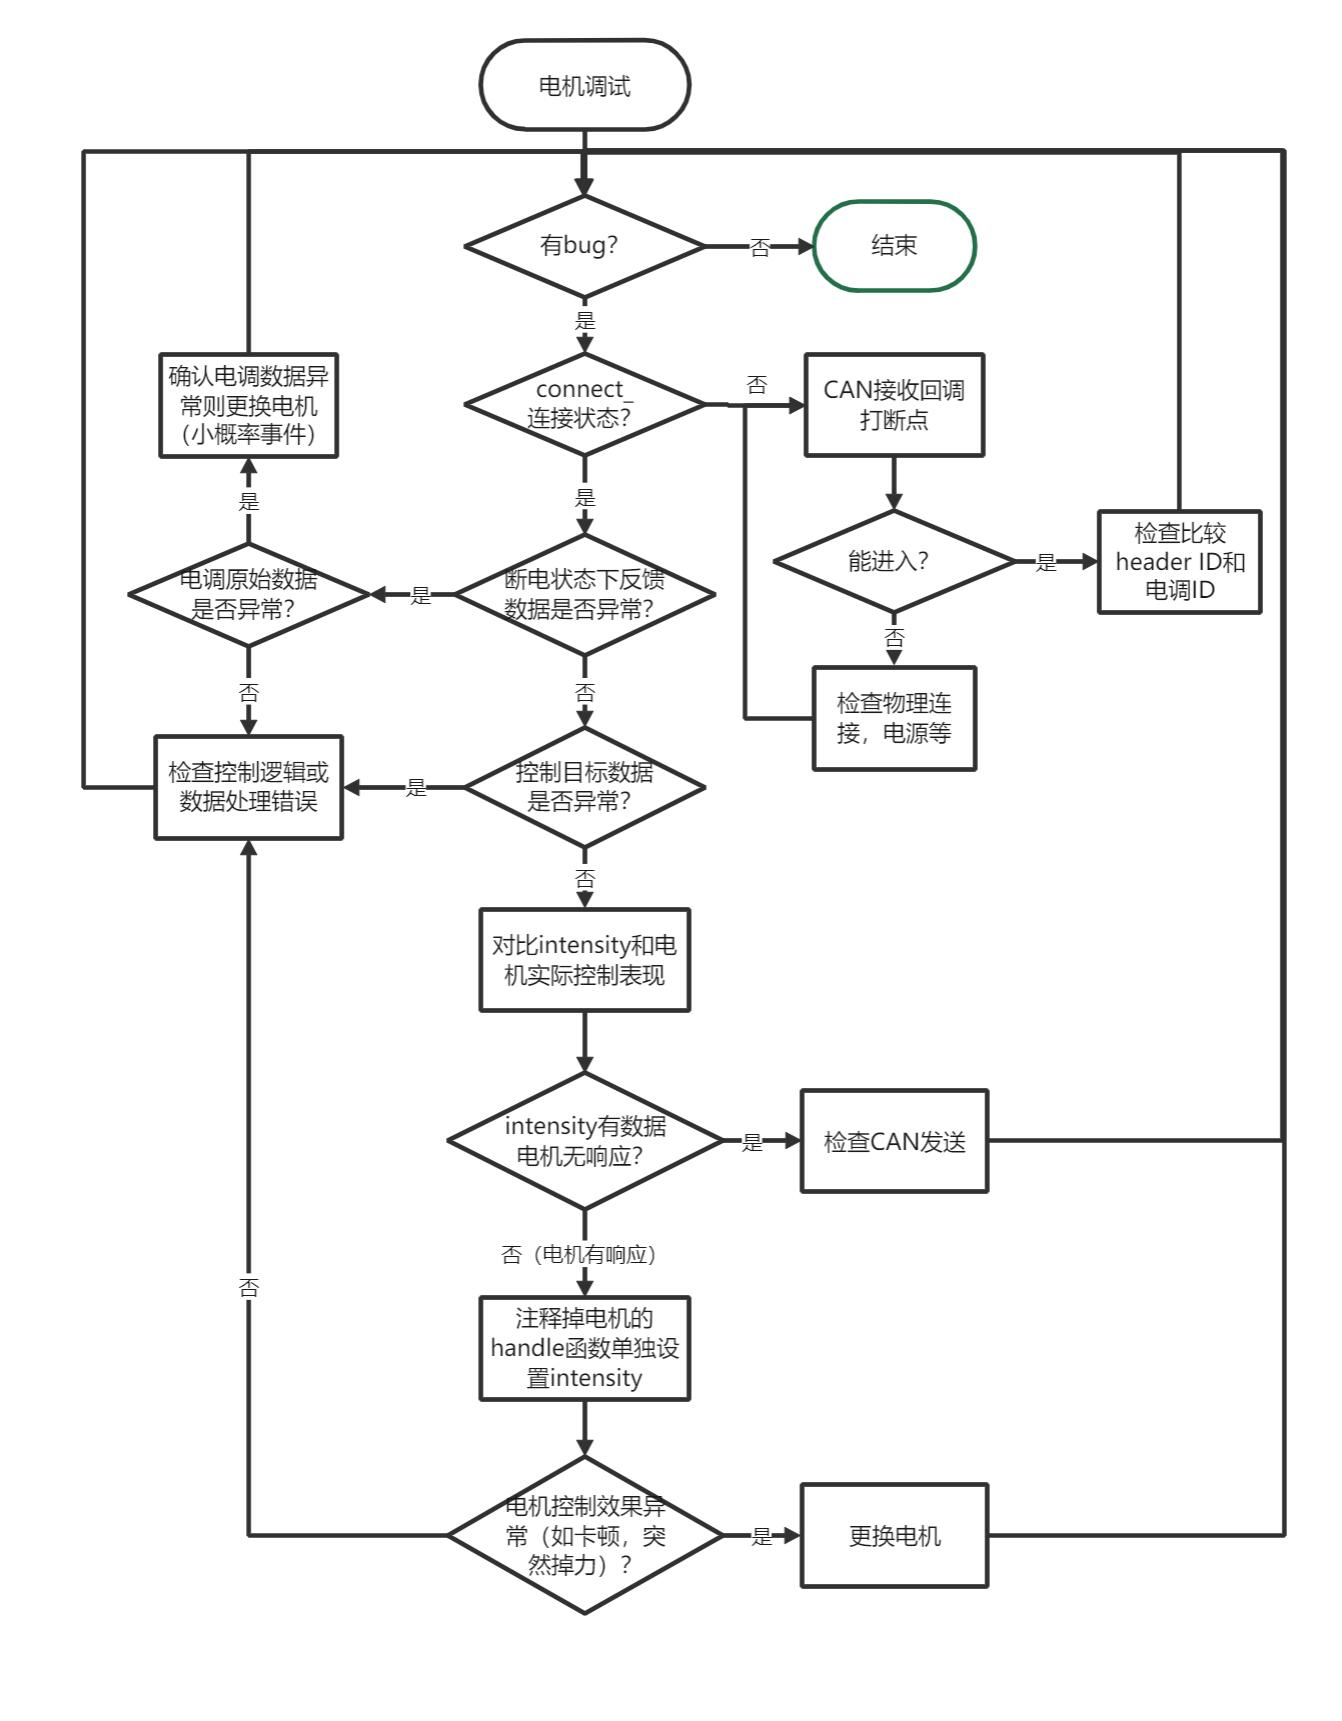 电机调试
有bug？
否
结束
是
connect_
连接状态？
否
CAN接收回调
打断点
确认电调数据异
常则更换电机
（小概率事件）
是
是
能进入？
是
检查比较
header ID和
电调ID
电调原始数据
是否异常？
是
断电状态下反馈
数据是否异常？
否
检查物理连
接，电源等
否
否
检查控制逻辑或
数据处理错误
是
控制目标数据
是否异常？
否
对比intensity和电
机实际控制表现
intensity有数据
电机无响应？
是
检查CAN发送
否（电机有响应）
否
注释掉电机的
handle函数单独设
置intensity
电机控制效果异
常（如卡顿，突
然掉力）？
是
更换电机